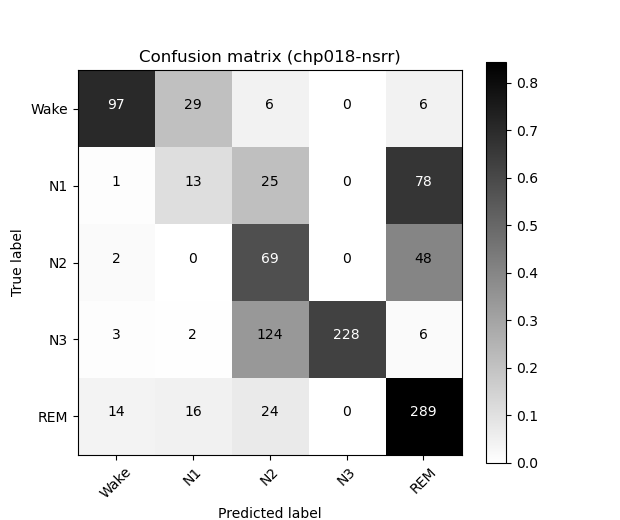 Confusion matrix (chp018-nsrr)
True label
Wake 97 29 6 0 6
N1 1 13 25 0 78
N2 2 0 69 0 48
N3 3 2 124 228 6
REM 14 16 24 0 289
Wake N1 N2 N3 REM
Predicted label
0.8
0.7
0.6
0.5
0.4
0.3
0.2
0.1
0.0